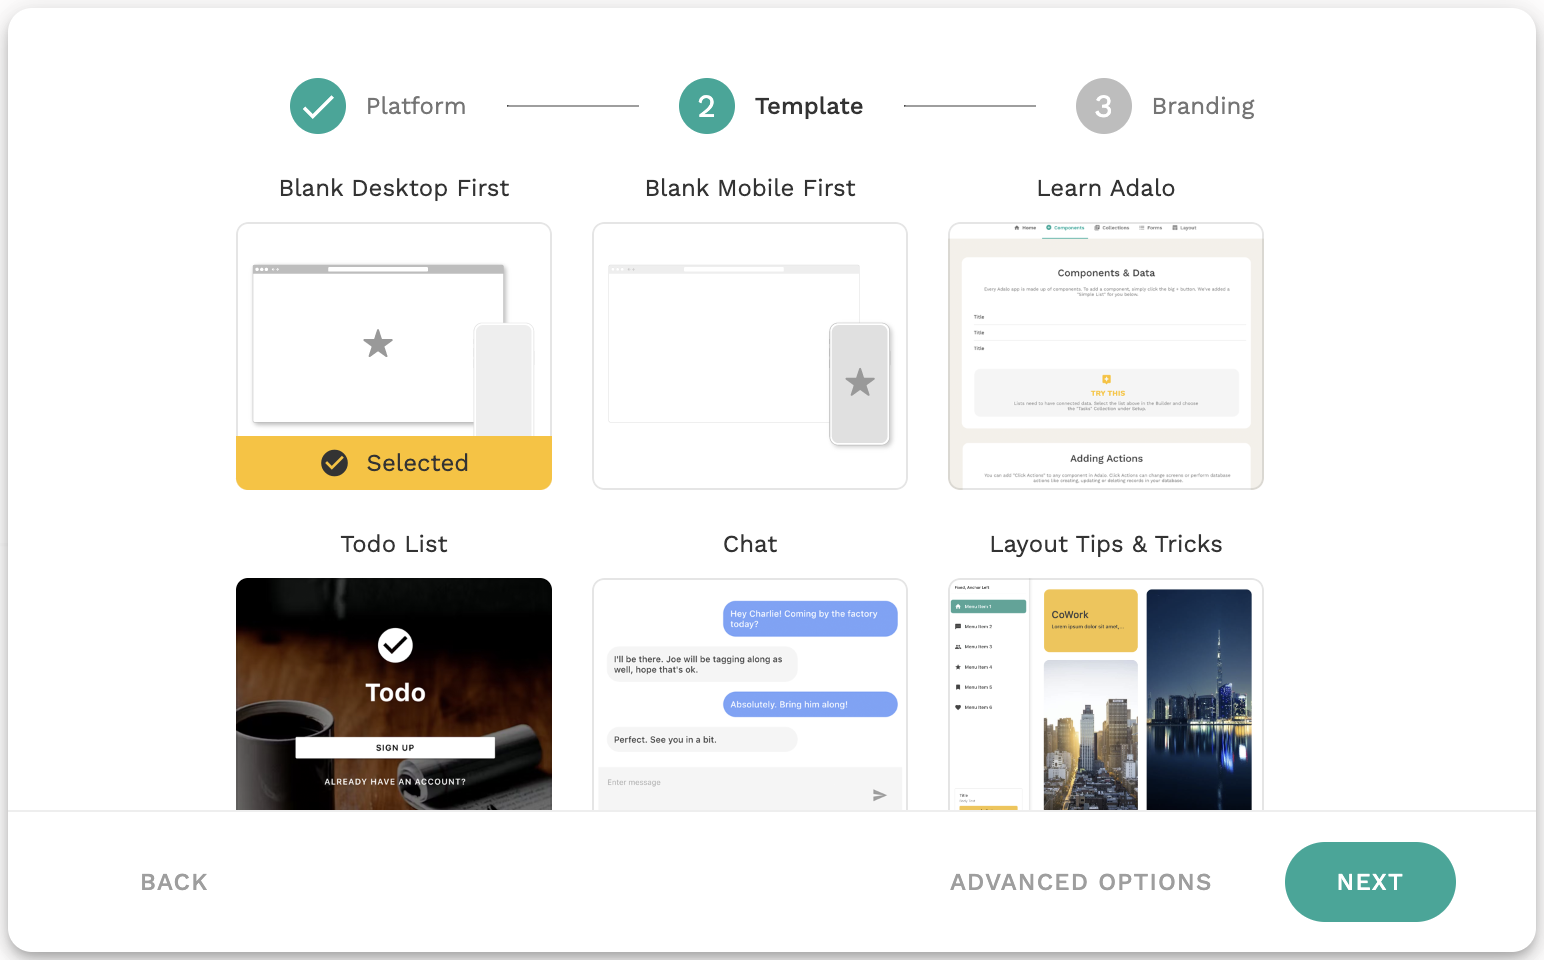 Platform
2 Template
3 Branding
Blank Desktop First
Blank Mobile First
Learn Adalo
Selected
Home Components Collections Forms Layout
Components & Data
Every Adalo app is made up of components. To add a component, simply click the big + button. We've added a
"Simple List" for you below.
Title
Title
Title
TRY THIS
Lists need to have connected data. Select the list above in the Builder and choose
the "Tasks" Collection under Setup.
Adding Actions
You can add "Click Actions" to any component in Adalo. Click Actions can change screens or perform database
actions like creating, updating or deleting records in your database.
Todo List
Chat
Layout Tips & Tricks
Todo
SIGN UP
ALREADY HAVE AN ACCOUNT?
Hey Charlie! Coming by the factory
today?
I'll be there. Joe will be tagging along as
well, hope that's ok.
Absolutely. Bring him along!
Perfect. See you in a bit.
Enter message
Fixed, Anchor Left
Menu Item 1
Menu Item 2
Menu Item 3
Menu Item 4
Menu Item 5
Menu Item 6
Title
CoWork
Lorem ipsum dolor sit amet,...
BACK
ADVANCED OPTIONS
NEXT